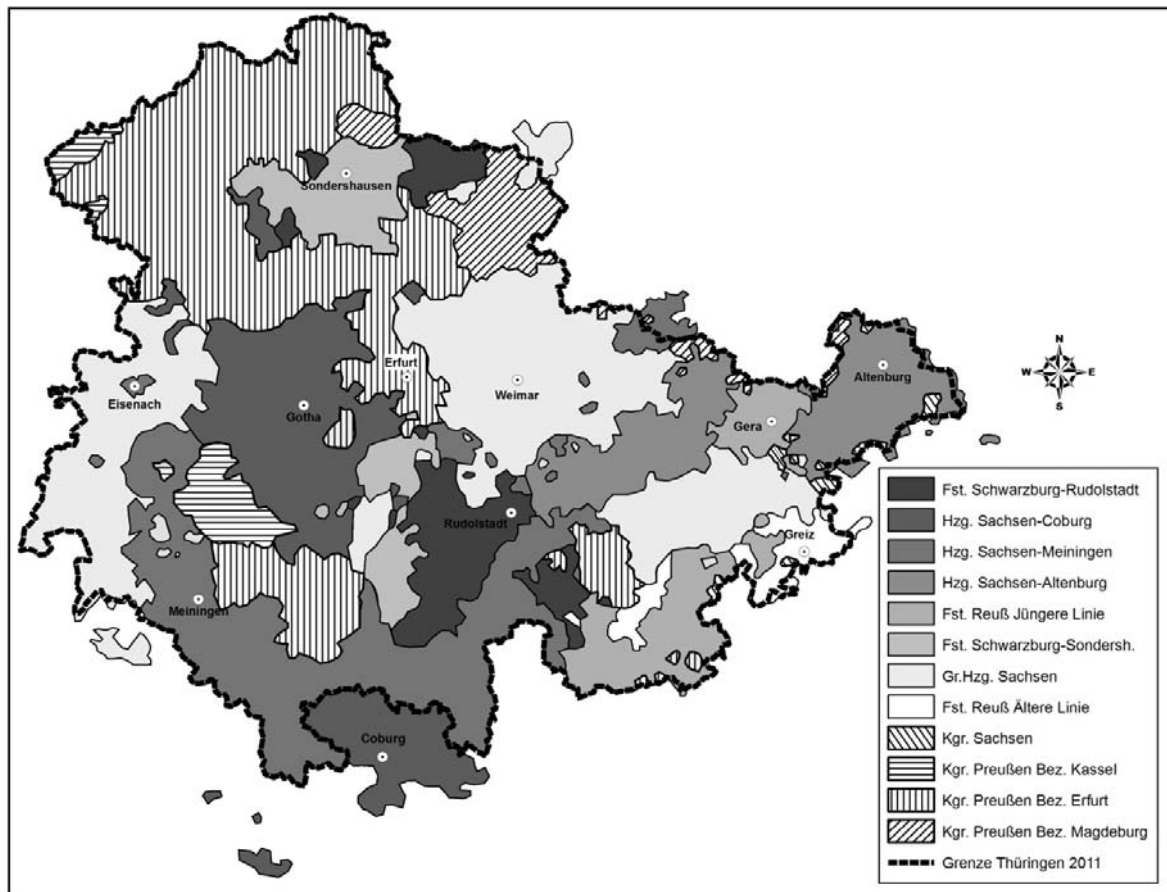 Sondershausen
Erfurt
Eisenach
Gotha
Weimar
Altenburg
Gera
Rudolstadt
Greiz
Meiningen
Coburg
N
W E
S
Fst. Schwarzburg-Rudolstadt
Hzg. Sachsen-Coburg
Hzg. Sachsen-Meiningen
Hzg. Sachsen-Altenburg
Fst. Reuß Jüngere Linie
Fst. Schwarzburg-Sondersh.
Gr.Hzg. Sachsen
Fst. Reuß Ältere Linie
Kgr. Sachsen
Kgr. Preußen Bez. Kassel
Kgr. Preußen Bez. Erfurt
Kgr. Preußen Bez. Magdeburg
Grenze Thüringen 2011